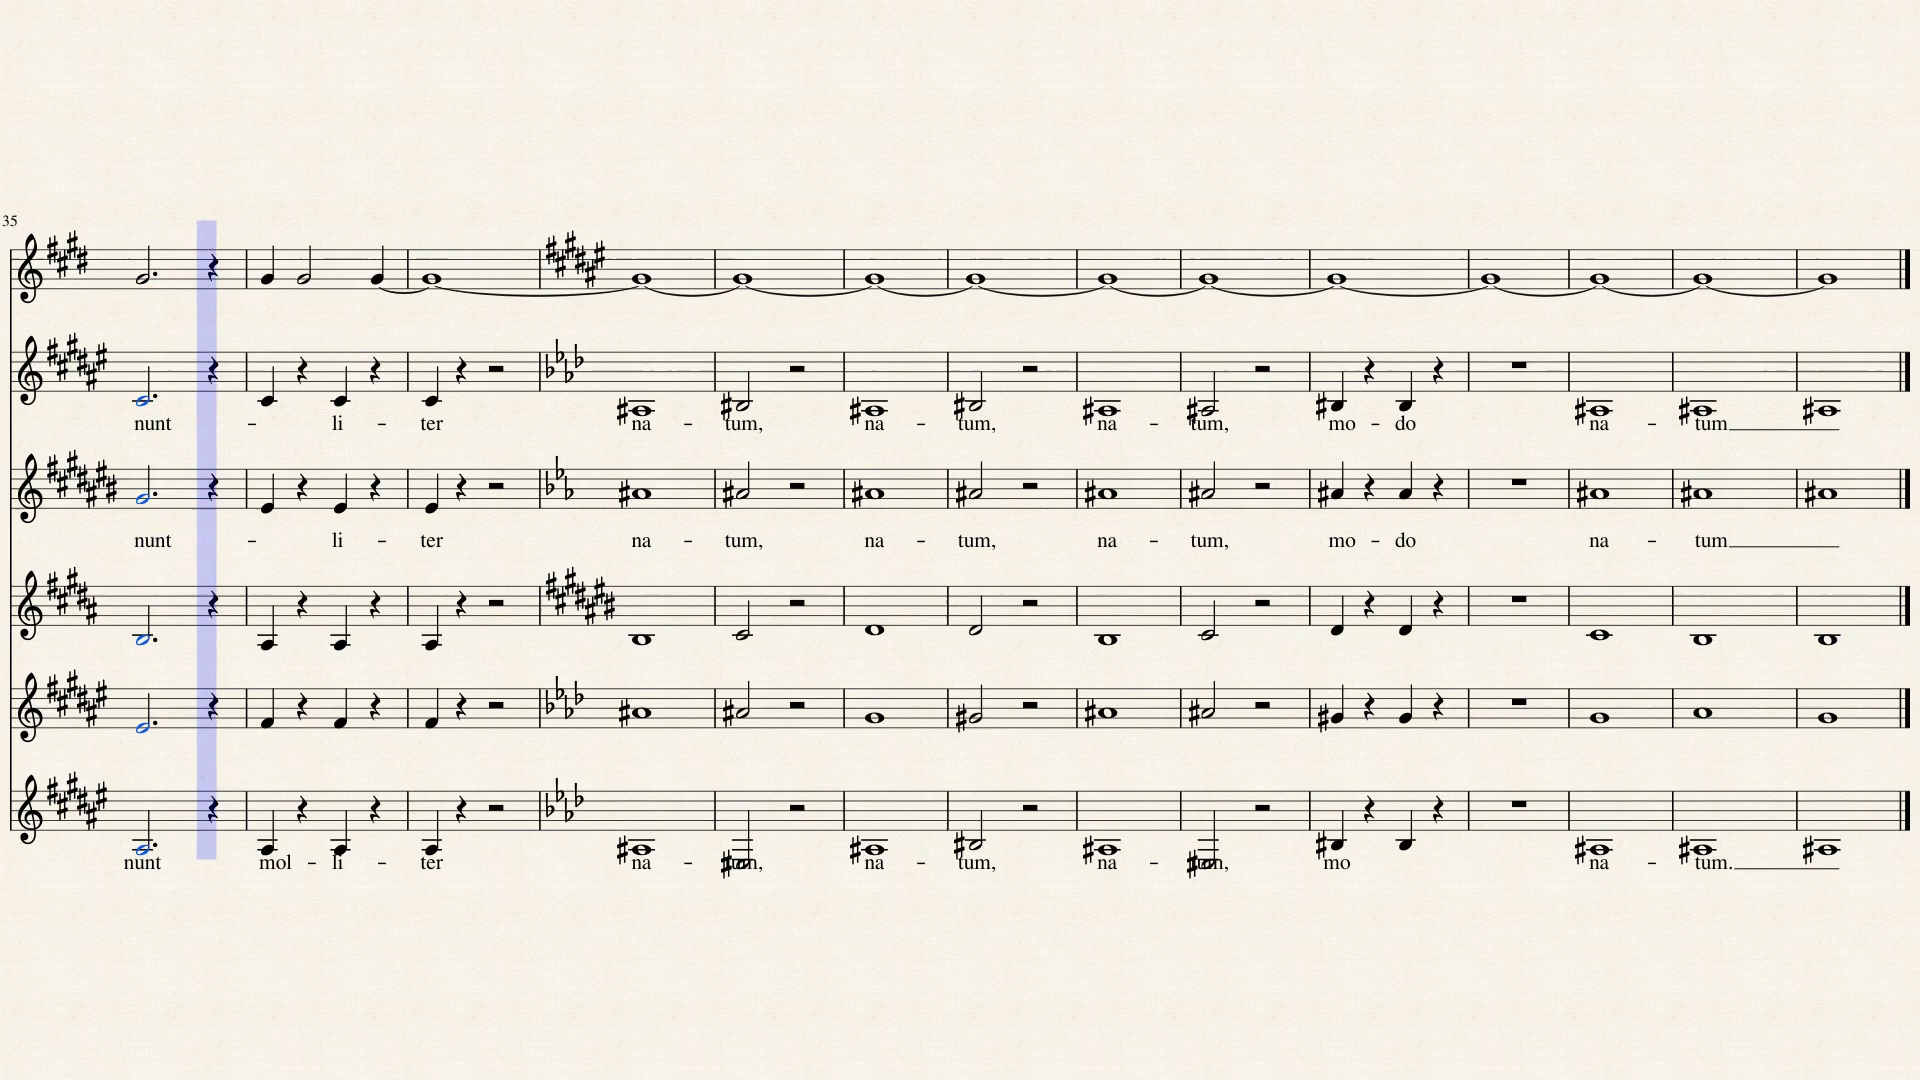 35
nunt - li - ter na - tum, na - tum, na - tum, mo - do na - tum
nunt - li - ter na - tum, na - tum, na - tum, mo - do na - tum
nunt mol - li - ter na - tum, na - tum, na - tum, mo na - tum.